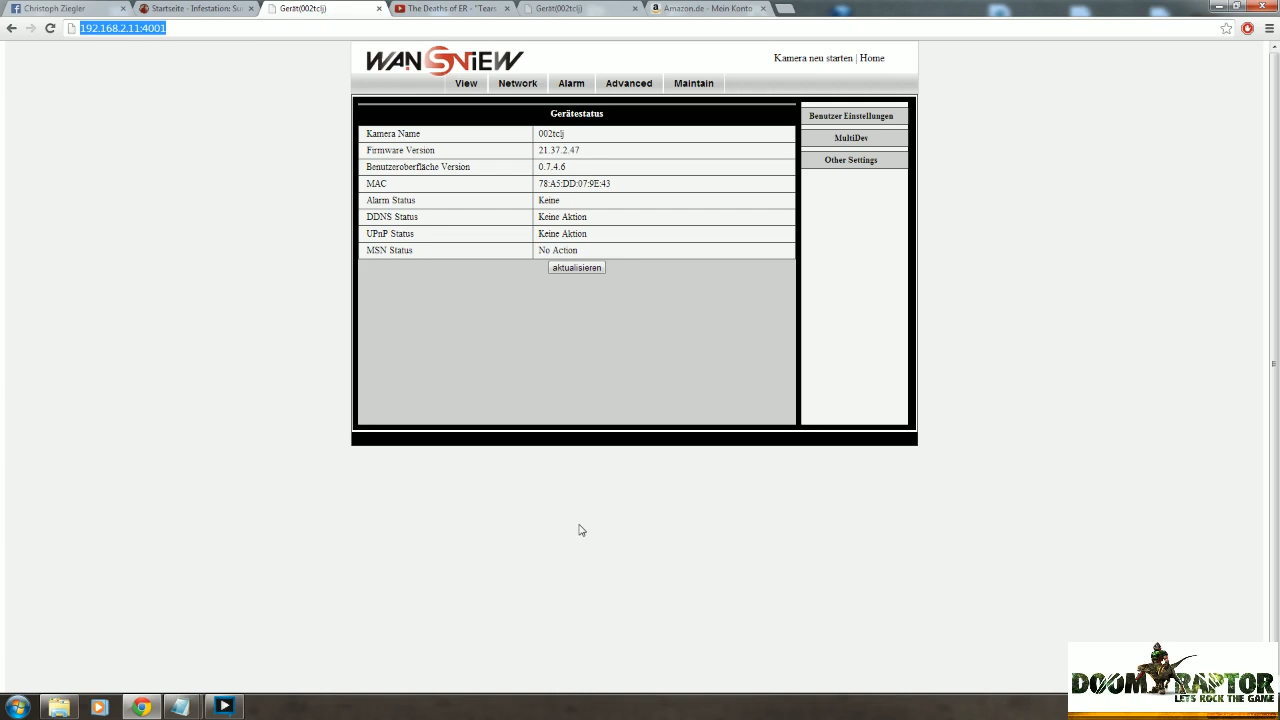 Christoph Ziegler
Startseite - Infestation: Su
Gerät(002tclj)
The Deaths of ER - "Tears
Gerät(002tclj)
Amazon.de - Mein Konto
192.168.2.11:4001
WANSVIEW
Kamera neu starten | Home
View
Network
Alarm
Advanced
Maintain
Gerätestatus
Kamera Name 002tclj
Firmware Version 21.37.2.47
Benutzeroberfläche Version 0.7.4.6
MAC 78:A5:DD:07:9E:43
Alarm Status Keine
DDNS Status Keine Aktion
UPnP Status Keine Aktion
MSN Status No Action
aktualisieren
Benutzer Einstellungen
MultiDev
Other Settings
DOOM RAPTOR
LETS ROCK THE GAME